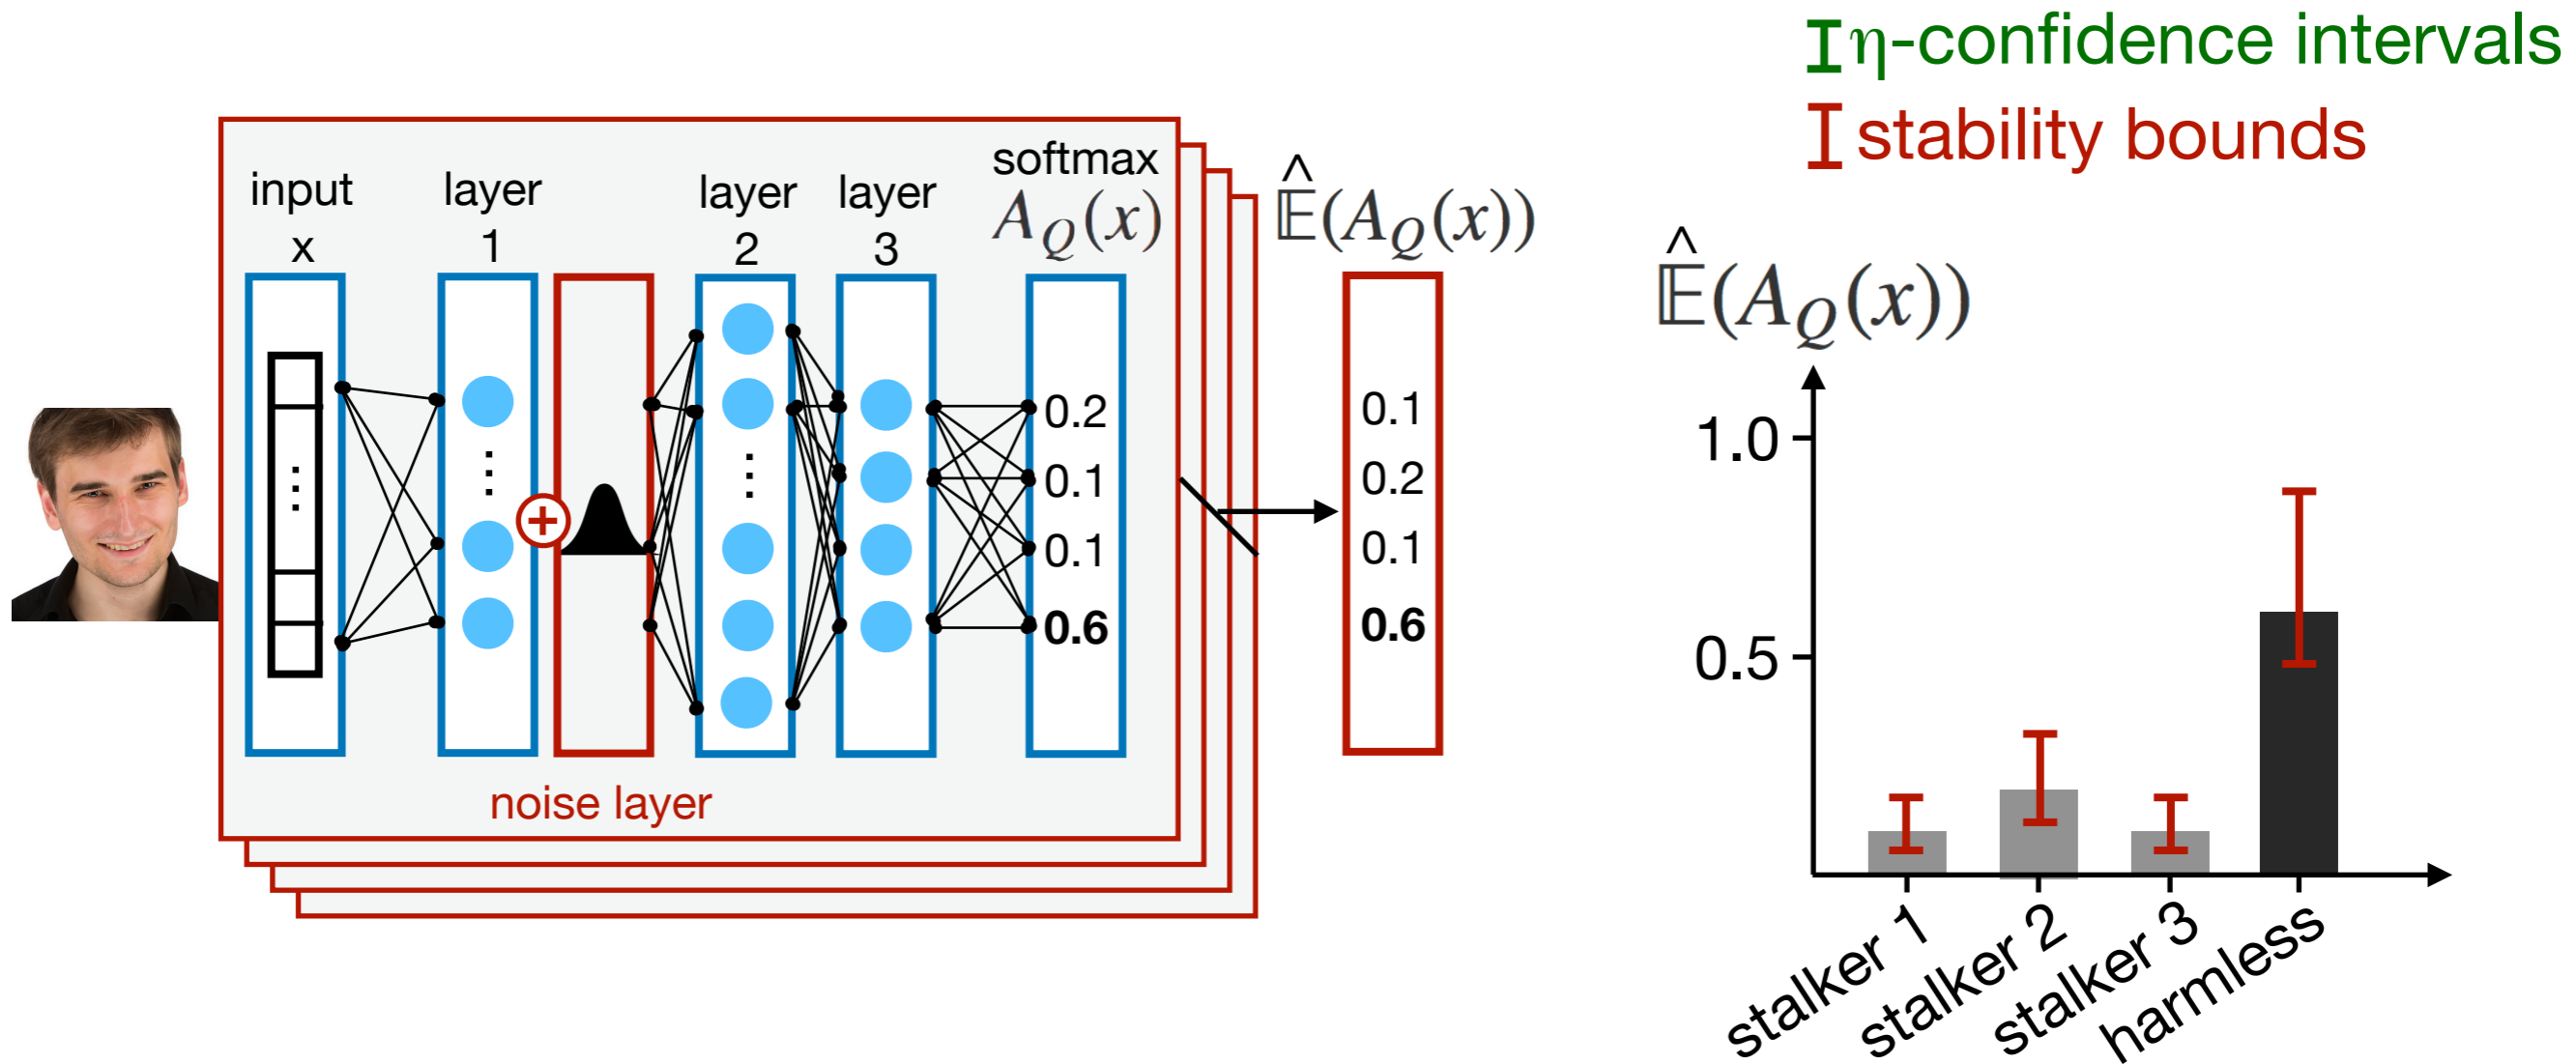 η-confidence intervals
stability bounds
input
x
layer
1
layer
2
layer
3
softmax
A_Q(x)
𝔼̂(A_Q(x))
0.2
0.1
0.1
0.6
noise layer
0.1
0.2
0.1
0.6
𝔼̂(A_Q(x))
1.0
0.5
stalker 1
stalker 2
stalker 3
harmless